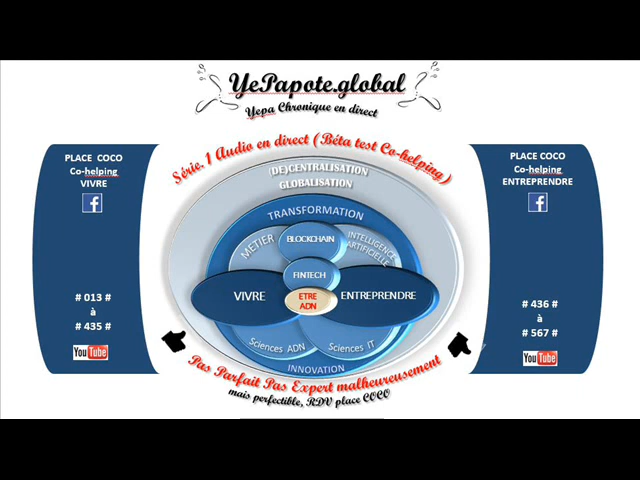 YePapote.global
Yepa Chronique en direct
Série. 1 Audio en direct (Béta test Co-helping)
PLACE COCO
Co-helping
VIVRE
(DE)CENTRALISATION
GLOBALISATION
TRANSFORMATION
METIER
BLOCKCHAIN
INTELLIGENCE
ARTIFICIELLE
FINTECH
VIVRE
ETRE
ADN
ENTREPRENDRE
Sciences ADN
Sciences IT
INNOVATION
# 013 #
à
# 435 #
YouTube
PLACE COCO
Co-helping
ENTREPRENDRE
# 436 #
à
# 567 #
YouTube
Pas Parfait Pas Expert malheureusement
mais perfectible, RDV place COCO